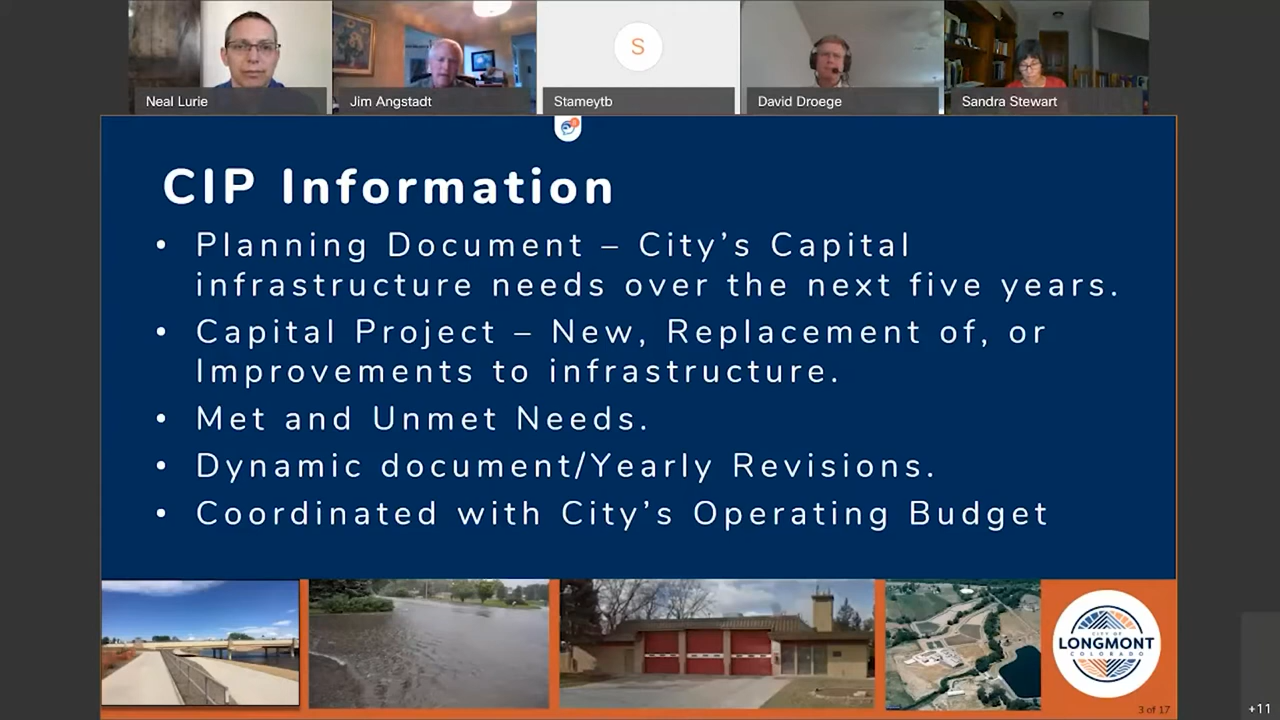 Neal Lurie
Jim Angstadt
S
Stameytb
David Droege
Sandra Stewart
CIP Information
• Planning Document – City's Capital
infrastructure needs over the next five years.
• Capital Project – New, Replacement of, or
Improvements to infrastructure.
• Met and Unmet Needs.
• Dynamic document/Yearly Revisions.
• Coordinated with City's Operating Budget
CITY OF
LONGMONT
COLORADO
3 of 17
+11